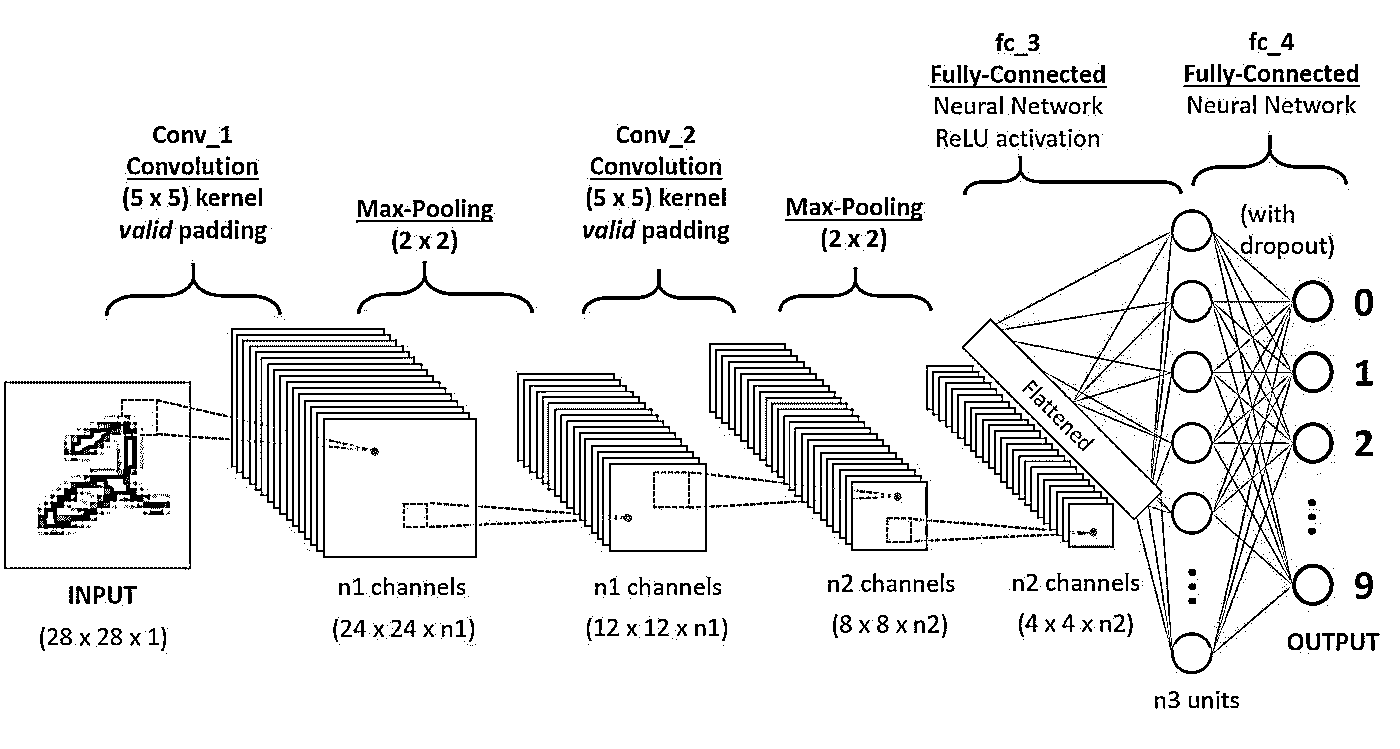 fc_3
Fully-Connected
Neural Network
ReLU activation
fc_4
Fully-Connected
Neural Network
Conv_1
Convolution
(5 x 5) kernel
valid padding
Max-Pooling
(2 x 2)
Conv_2
Convolution
(5 x 5) kernel
valid padding
Max-Pooling
(2 x 2)
(with
dropout)
0
1
2
9
Flattened
INPUT
(28 x 28 x 1)
n1 channels
(24 x 24 x n1)
n1 channels
(12 x 12 x n1)
n2 channels
(8 x 8 x n2)
n2 channels
(4 x 4 x n2)
OUTPUT
n3 units